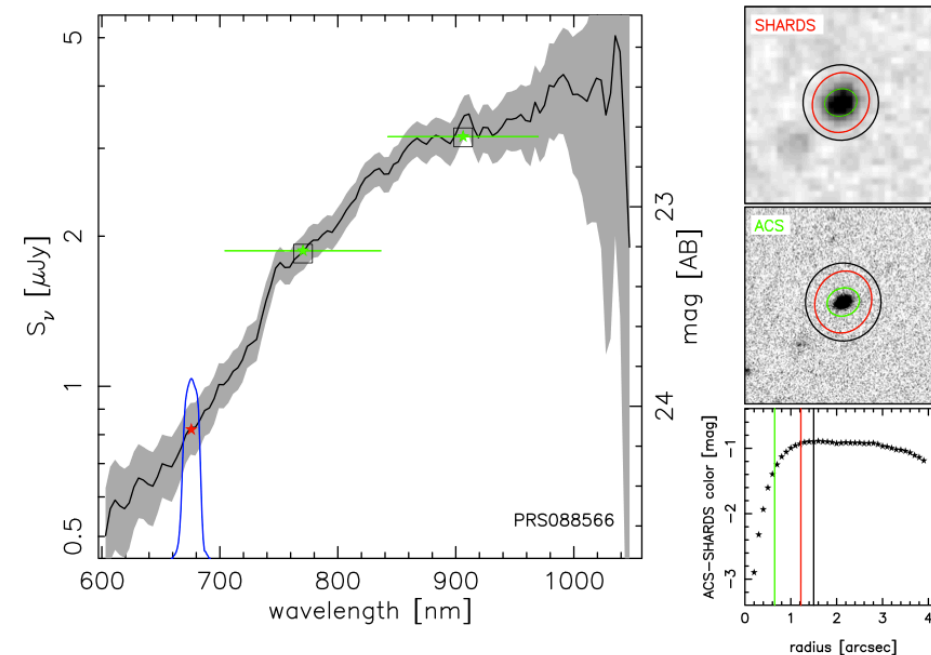 5
2
1
0.5
S_ν [μJy]
23
24
mag [AB]
PRS088566
600 700 800 900 1000
wavelength [nm]
SHARDS
ACS
-1
-2
-3
ACS-SHARDS color [mag]
0 1 2 3 4
radius [arcsec]